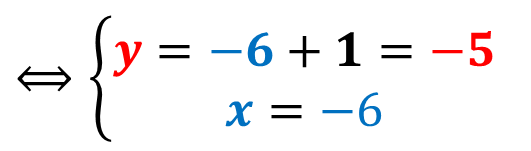 ⟺ { y = −6 + 1 = −5
x = −6